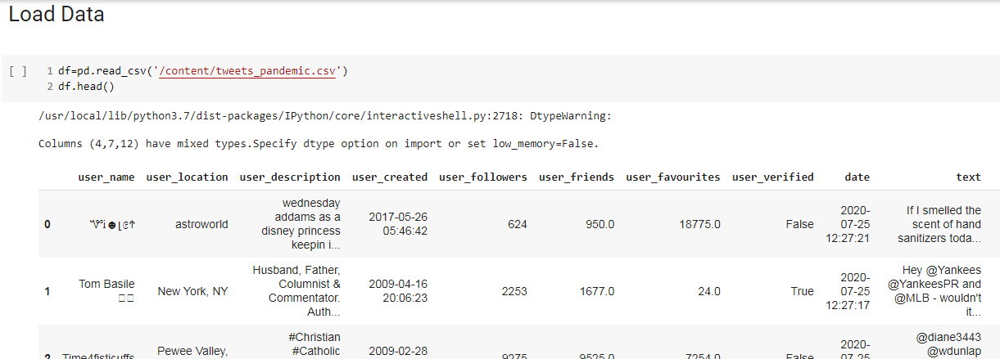 Load Data
[ ] 1 df=pd.read_csv('/content/tweets_pandemic.csv')
2 df.head()
/usr/local/lib/python3.7/dist-packages/IPython/core/interactiveshell.py:2718: DtypeWarning:
Columns (4,7,12) have mixed types.Specify dtype option on import or set low_memory=False.
user_name user_location user_description user_created user_followers user_friends user_favourites user_verified date text
wednesday
addams as a
disney princess
keepin i...
0 astroworld 2017-05-26
05:46:42 624 950.0 18775.0 False 2020-
07-25
12:27:21
If I smelled the
scent of hand
sanitizers toda...
1 Tom Basile New York, NY
Husband, Father,
Columnist &
Commentator.
Auth...
2009-04-16
20:06:23 2253 1677.0 24.0 True 2020-
07-25
12:27:17
Hey @Yankees
@YankeesPR and
@MLB - wouldn't
it...
2 Time4fisticuffs Pewee Valley,
#Christian
#Catholic
2009-02-28 9275 9525.0 7254.0 False 2020-
07-25
@diane3443
@wdunlap